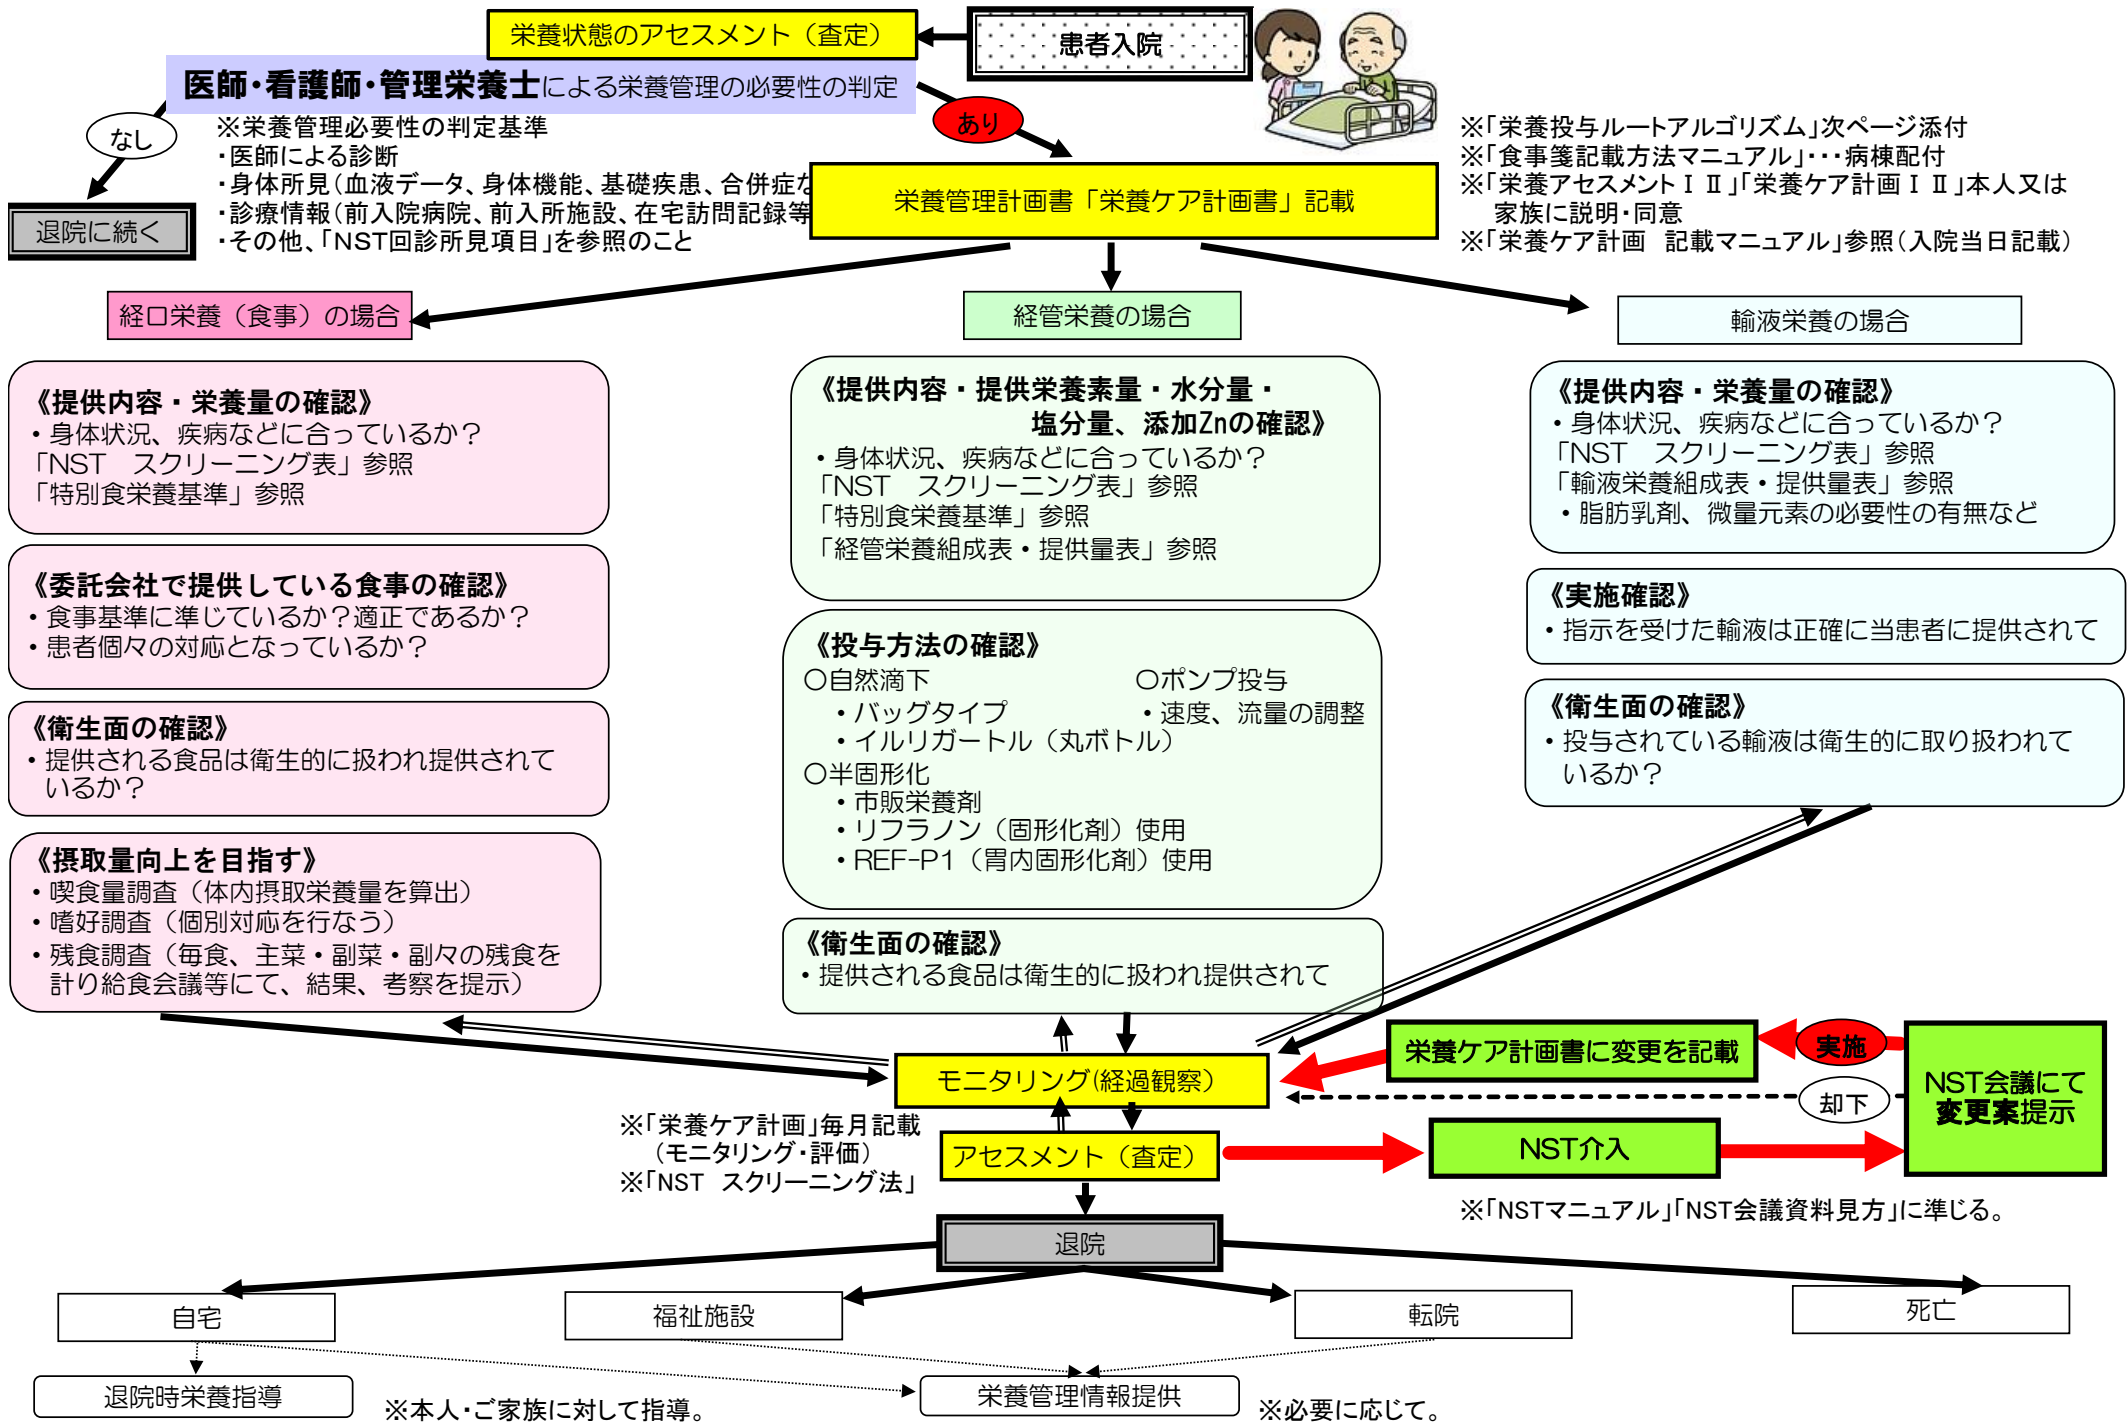 栄養状態のアセスメント（査定）
患者入院
医師・看護師・管理栄養士による栄養管理の必要性の判定
なし
あり
※栄養管理必要性の判定基準
・医師による診断
・身体所見（血液データ、身体機能、基礎疾患、合併症な
・診療情報（前入院病院、前入所施設、在宅訪問記録等
・その他、「NST回診所見項目」を参照のこと
退院に続く
栄養管理計画書「栄養ケア計画書」記載
※「栄養投与ルートアルゴリズム」次ページ添付
※「食事箋記載方法マニュアル」・・・病棟配付
※「栄養アセスメントⅠⅡ」「栄養ケア計画ⅠⅡ」本人又は
家族に説明・同意
※「栄養ケア計画　記載マニュアル」参照（入院当日記載）
経口栄養（食事）の場合
経管栄養の場合
輸液栄養の場合
《提供内容・栄養量の確認》
・身体状況、疾病などに合っているか？
「NST　スクリーニング表」参照
「特別食栄養基準」参照
《委託会社で提供している食事の確認》
・食事基準に準じているか？適正であるか？
・患者個々の対応となっているか？
《衛生面の確認》
・提供される食品は衛生的に扱われ提供されて
いるか？
《摂取量向上を目指す》
・喫食量調査（体内摂取栄養量を算出）
・嗜好調査（個別対応を行なう）
・残食調査（毎食、主菜・副菜・副々の残食を
計り給食会議等にて、結果、考察を提示）
《提供内容・提供栄養素量・水分量・
塩分量、添加Znの確認》
・身体状況、疾病などに合っているか？
「NST　スクリーニング表」参照
「特別食栄養基準」参照
「経管栄養組成表・提供量表」参照
《投与方法の確認》
〇自然滴下　〇ポンプ投与
・バッグタイプ　・速度、流量の調整
・イルリガートル（丸ボトル）
〇半固形化
・市販栄養剤
・リフラノン（固形化剤）使用
・REF-P1（胃内固形化剤）使用
《衛生面の確認》
・提供される食品は衛生的に扱われ提供されて
《提供内容・栄養量の確認》
・身体状況、疾病などに合っているか？
「NST　スクリーニング表」参照
「輸液栄養組成表・提供量表」参照
・脂肪乳剤、微量元素の必要性の有無など
《実施確認》
・指示を受けた輸液は正確に当患者に提供されて
《衛生面の確認》
・投与されている輸液は衛生的に取り扱われて
いるか？
モニタリング(経過観察）
栄養ケア計画書に変更を記載
実施
却下
NST会議にて
変更案提示
※「栄養ケア計画」毎月記載
（モニタリング・評価）
※「NST　スクリーニング法」
アセスメント（査定）
NST介入
※「NSTマニュアル」「NST会議資料見方」に準じる。
退院
自宅
福祉施設
転院
死亡
退院時栄養指導
※本人・ご家族に対して指導。
栄養管理情報提供
※必要に応じて。